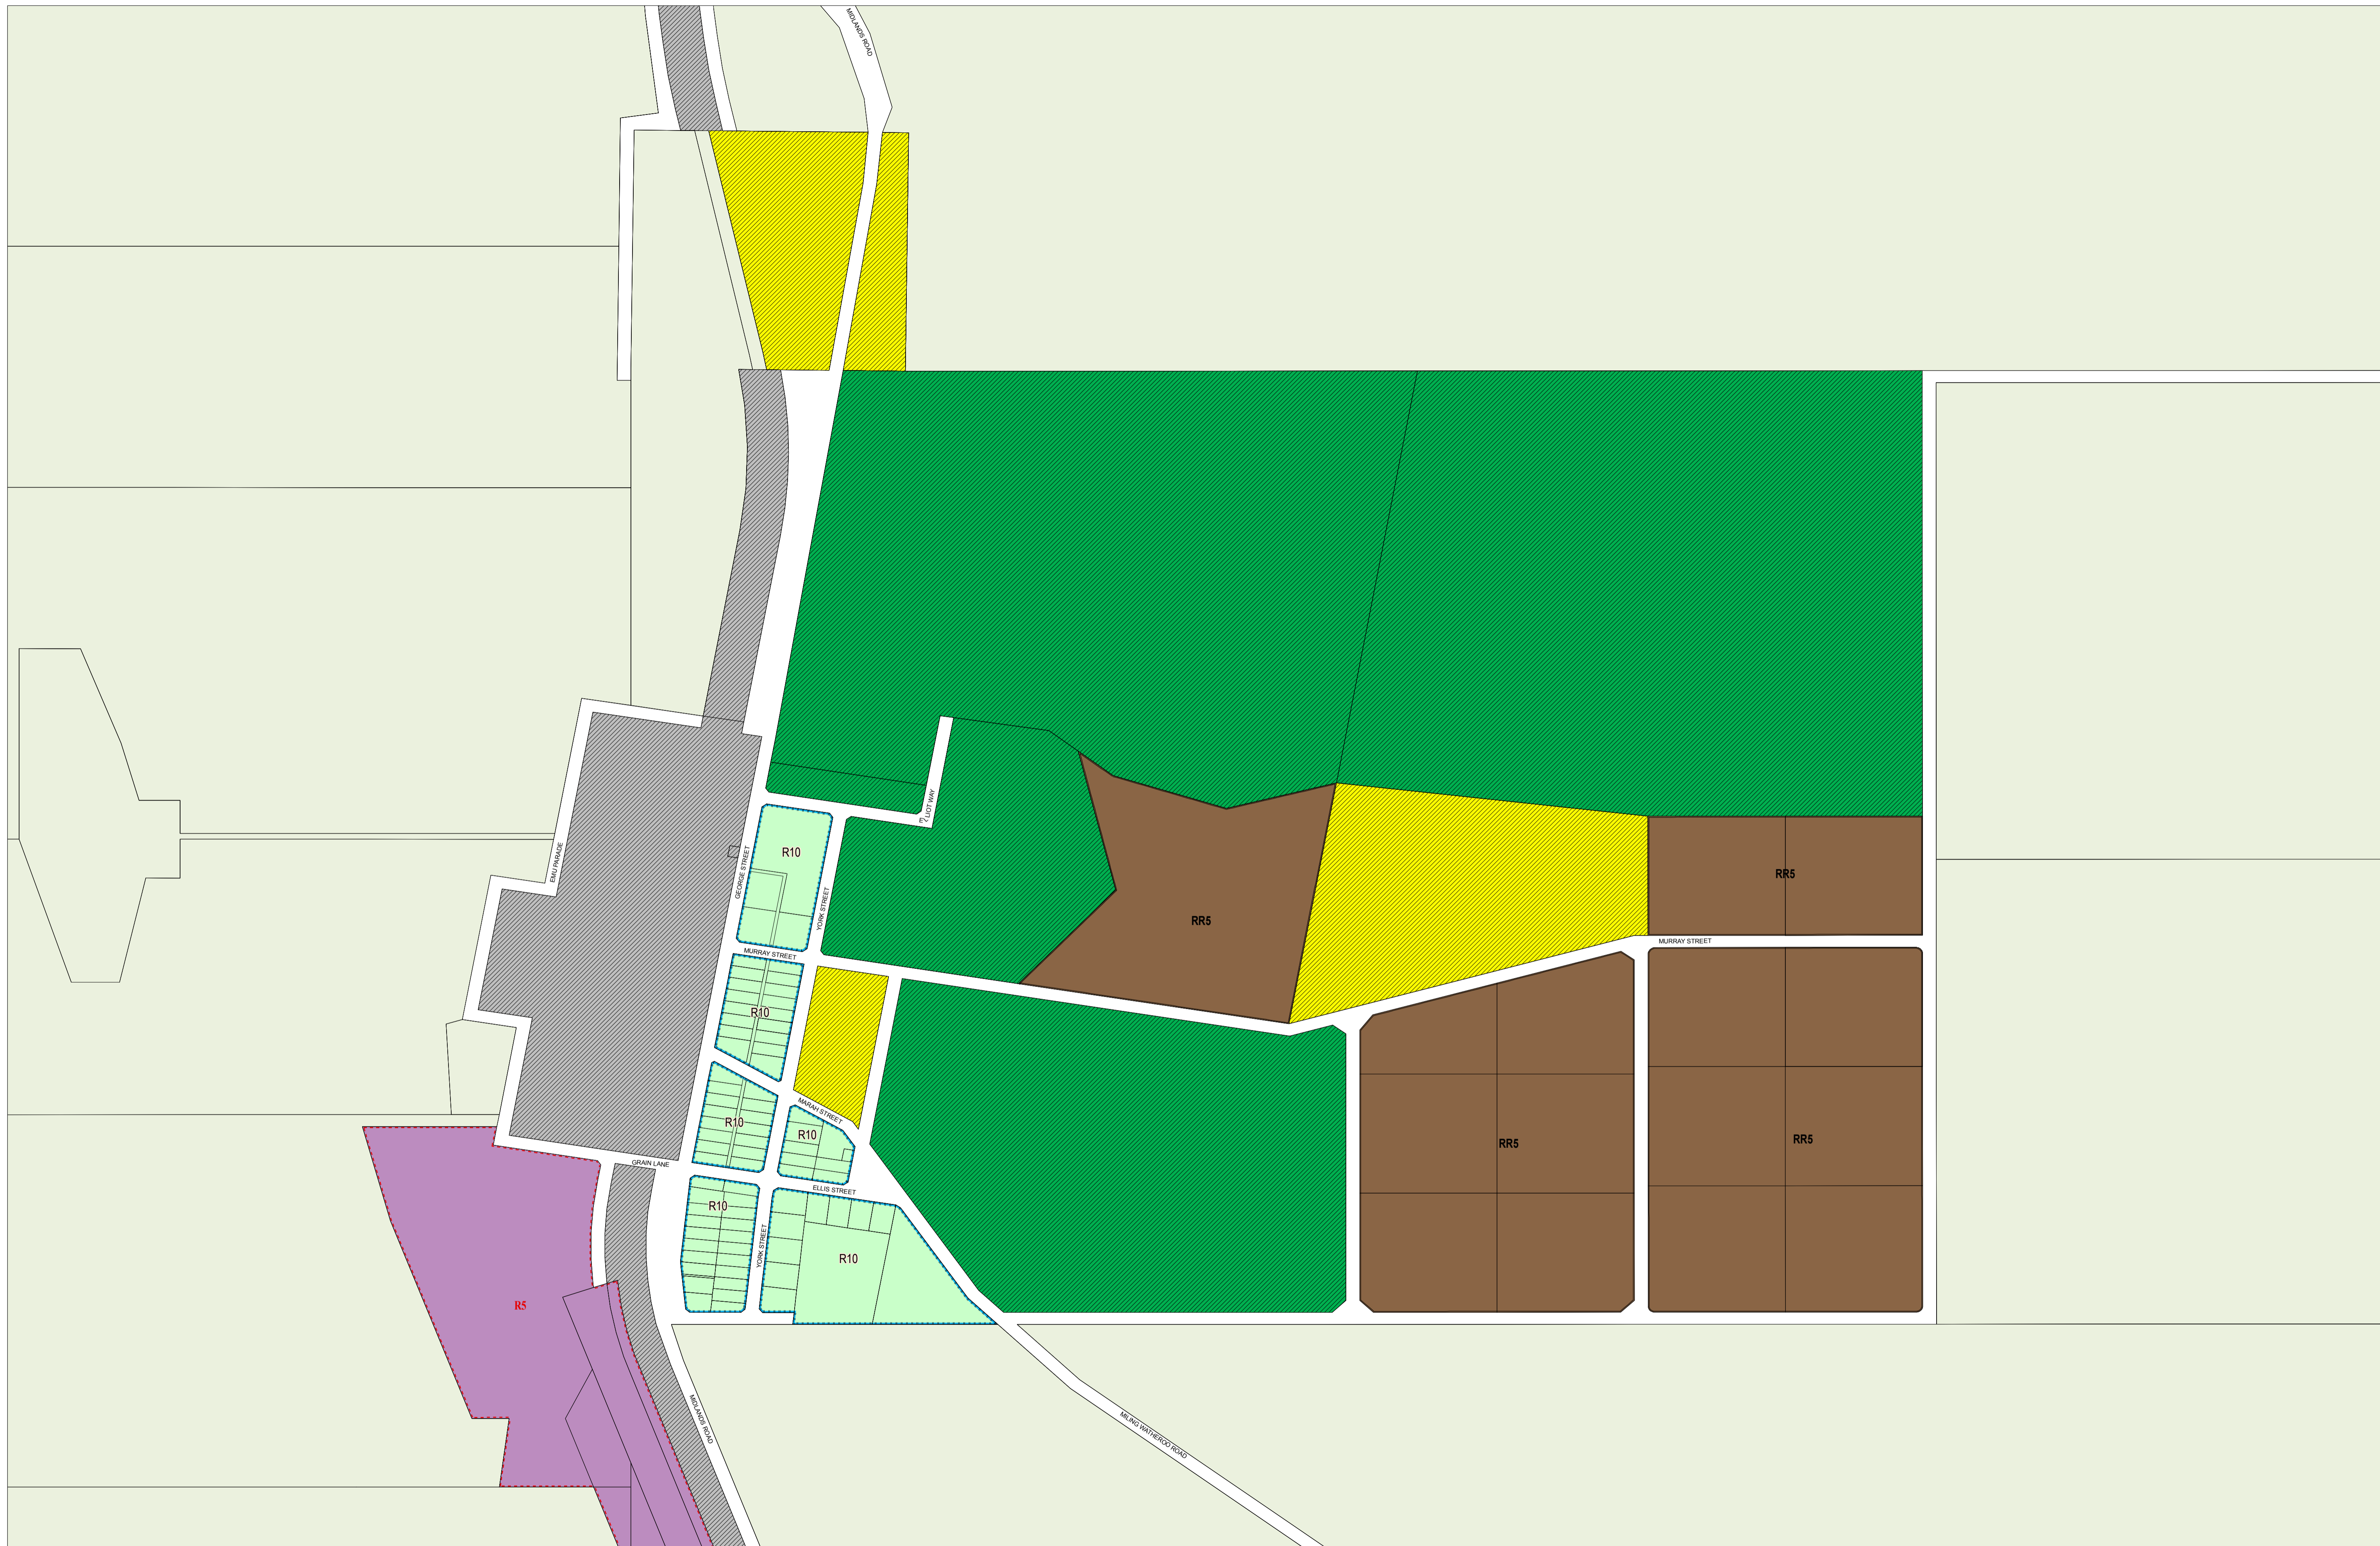 MIDLANDS ROAD
ELLIOT WAY
EMU PARADE
GEORGE STREET
R10
YORK STREET
RR5
RR5
MURRAY STREET
MURRAY STREET
R10
MARAH STREET
R10
R10
RR5
RR5
GRAIN LANE
ELLIS STREET
R10
YORK STREET
R10
R5
MIDLANDS ROAD
MILING WATHEROO ROAD